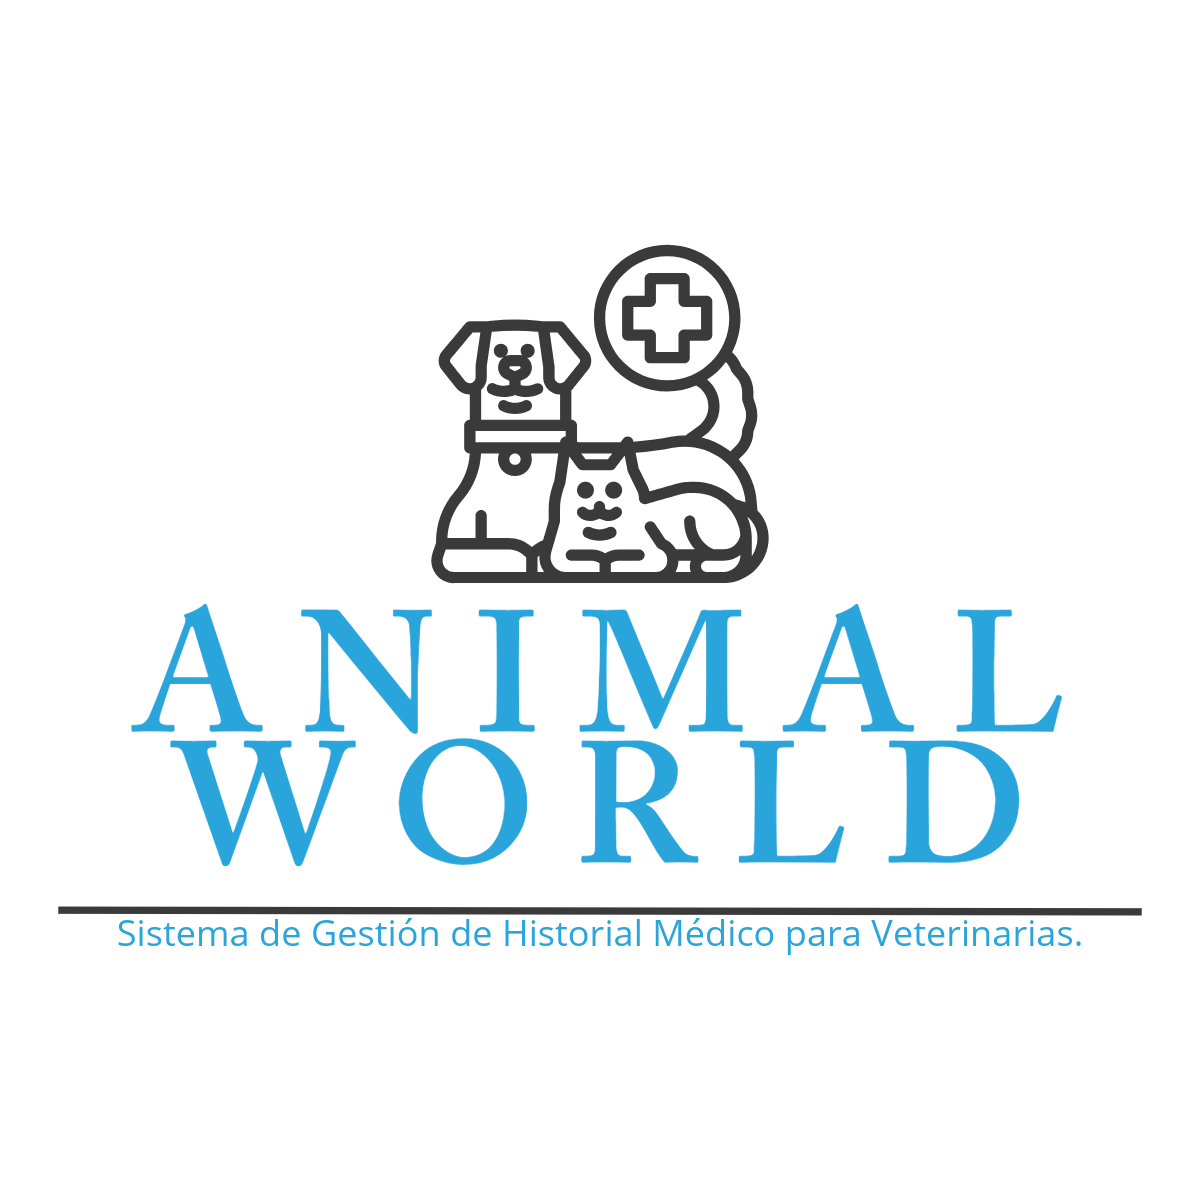 ANIMAL
WORLD
Sistema de Gestión de Historial Médico para Veterinarias.